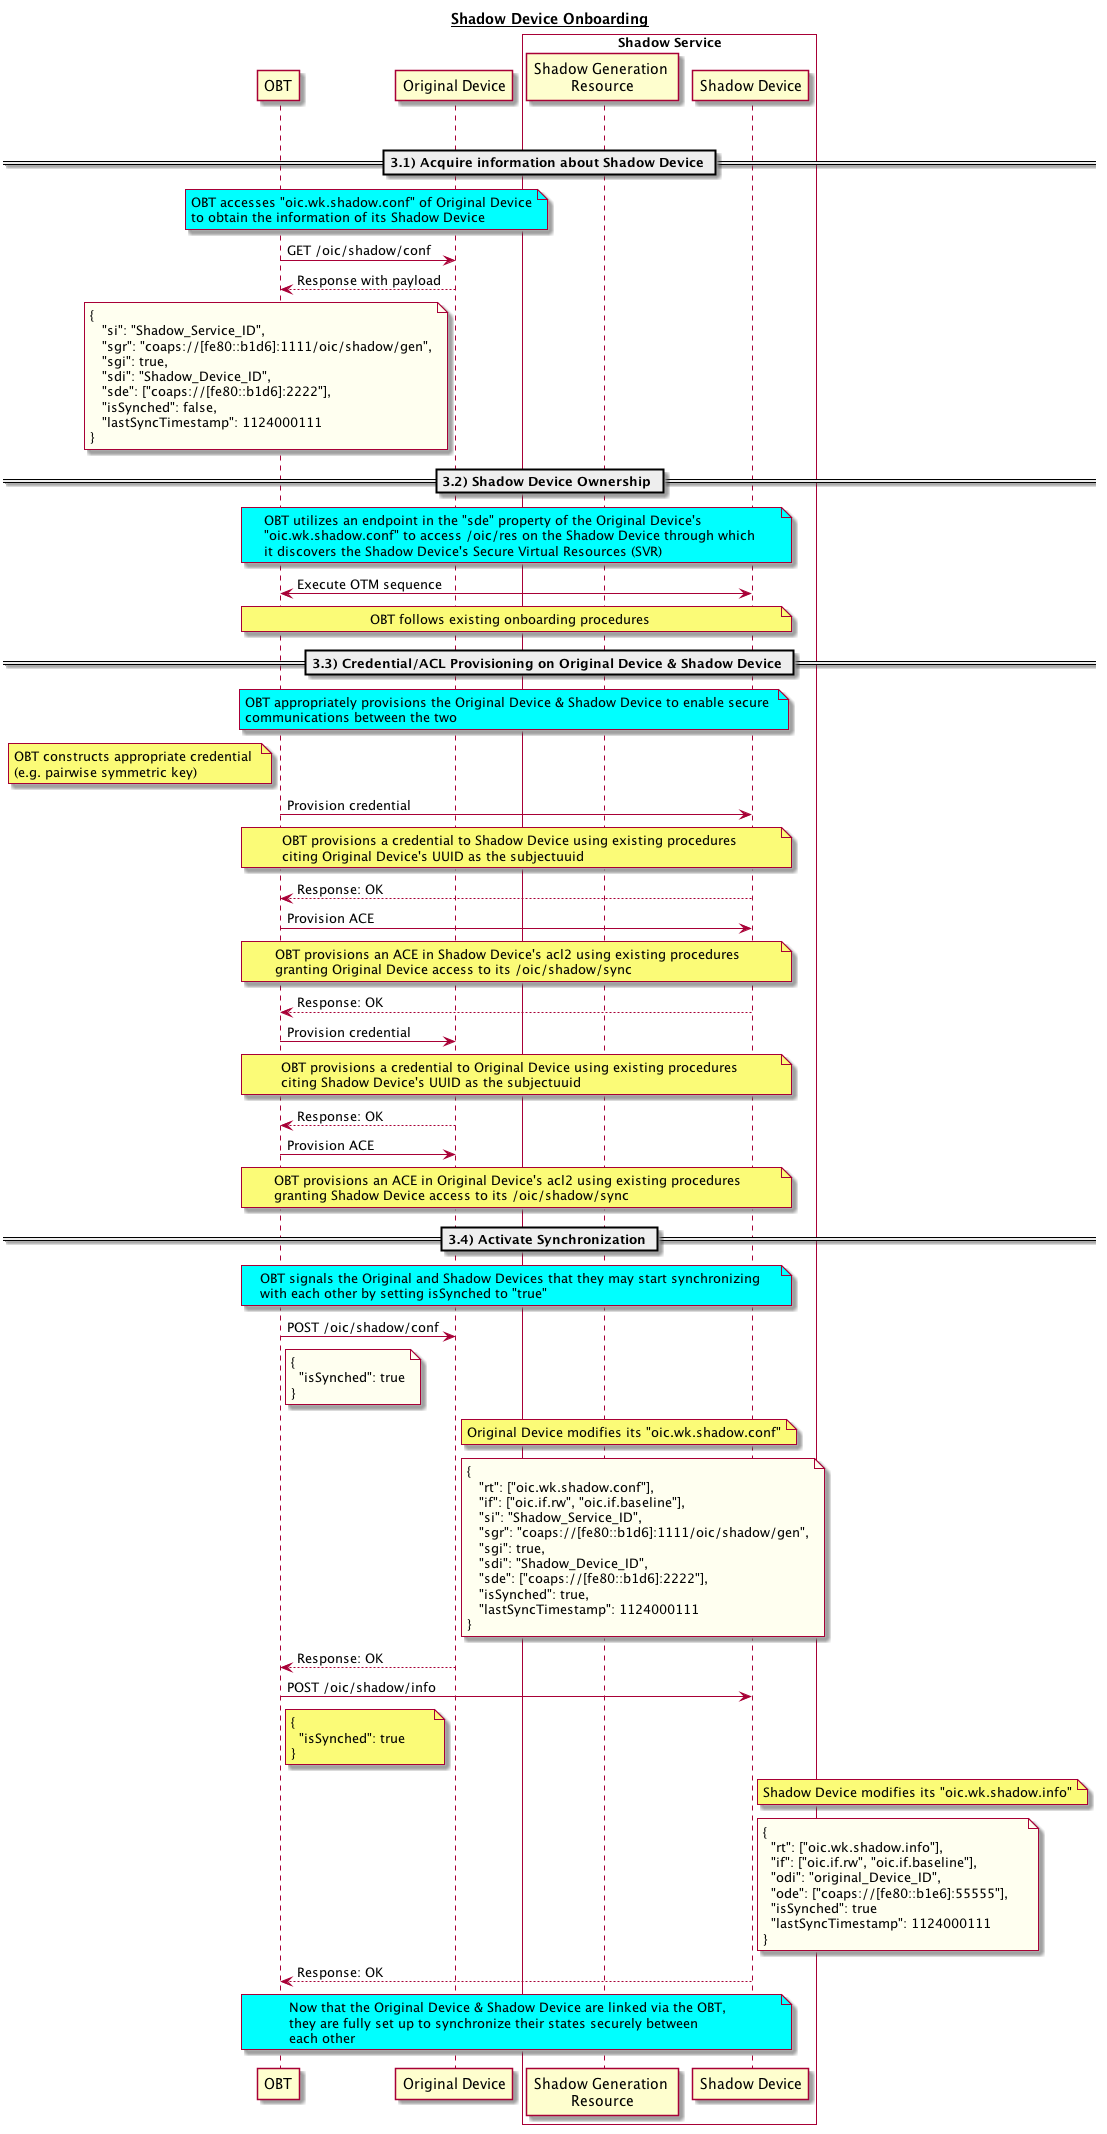 Shadow Device Onboarding
Shadow Service
OBT
Original Device
Shadow Generation
Resource
Shadow Device
3.1) Acquire information about Shadow Device
OBT accesses "oic.wk.shadow.conf" of Original Device
to obtain the information of its Shadow Device
GET /oic/shadow/conf
Response with payload
{
"si": "Shadow_Service_ID",
"sgr": "coaps://[fe80::b1d6]:1111/oic/shadow/gen",
"sgi": true,
"sdi": "Shadow_Device_ID",
"sde": ["coaps://[fe80::b1d6]:2222"],
"isSynched": false,
"lastSyncTimestamp": 1124000111
}
3.2) Shadow Device Ownership
OBT utilizes an endpoint in the "sde" property of the Original Device's
"oic.wk.shadow.conf" to access /oic/res on the Shadow Device through which
it discovers the Shadow Device's Secure Virtual Resources (SVR)
Execute OTM sequence
OBT follows existing onboarding procedures
3.3) Credential/ACL Provisioning on Original Device & Shadow Device
OBT appropriately provisions the Original Device & Shadow Device to enable secure
communications between the two
OBT constructs appropriate credential
(e.g. pairwise symmetric key)
Provision credential
OBT provisions a credential to Shadow Device using existing procedures
citing Original Device's UUID as the subjectuuid
Response: OK
Provision ACE
OBT provisions an ACE in Shadow Device's acl2 using existing procedures
granting Original Device access to its /oic/shadow/sync
Response: OK
Provision credential
OBT provisions a credential to Original Device using existing procedures
citing Shadow Device's UUID as the subjectuuid
Response: OK
Provision ACE
OBT provisions an ACE in Original Device's acl2 using existing procedures
granting Shadow Device access to its /oic/shadow/sync
3.4) Activate Synchronization
OBT signals the Original and Shadow Devices that they may start synchronizing
with each other by setting isSynched to "true"
POST /oic/shadow/conf
{
"isSynched": true
}
Original Device modifies its "oic.wk.shadow.conf"
{
"rt": ["oic.wk.shadow.conf"],
"if": ["oic.if.rw", "oic.if.baseline"],
"si": "Shadow_Service_ID",
"sgr": "coaps://[fe80::b1d6]:1111/oic/shadow/gen",
"sgi": true,
"sdi": "Shadow_Device_ID",
"sde": ["coaps://[fe80::b1d6]:2222"],
"isSynched": true,
"lastSyncTimestamp": 1124000111
}
Response: OK
POST /oic/shadow/info
{
"isSynched": true
}
Shadow Device modifies its "oic.wk.shadow.info"
{
"rt": ["oic.wk.shadow.info"],
"if": ["oic.if.rw", "oic.if.baseline"],
"odi": "original_Device_ID",
"ode": ["coaps://[fe80::b1e6]:55555"],
"isSynched": true
"lastSyncTimestamp": 1124000111
}
Response: OK
Now that the Original Device & Shadow Device are linked via the OBT,
they are fully set up to synchronize their states securely between
each other
OBT
Original Device
Shadow Generation
Resource
Shadow Device